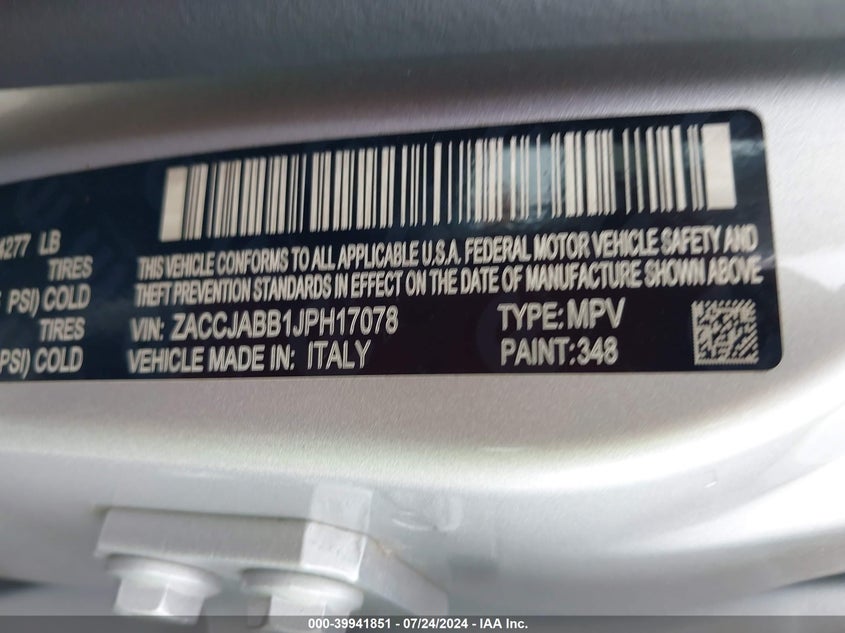 4277 LB
TIRES
PSI) COLD
TIRES
PSI) COLD
THIS VEHICLE CONFORMS TO ALL APPLICABLE U.S.A. FEDERAL MOTOR VEHICLE SAFETY AND
THEFT PREVENTION STANDARDS IN EFFECT ON THE DATE OF MANUFACTURE SHOWN ABOVE
VIN: ZACCJABB1JPH17078 TYPE: MPV
VEHICLE MADE IN: ITALY PAINT: 348
000-39941851 / 07/24/2024 - IAA Inc.